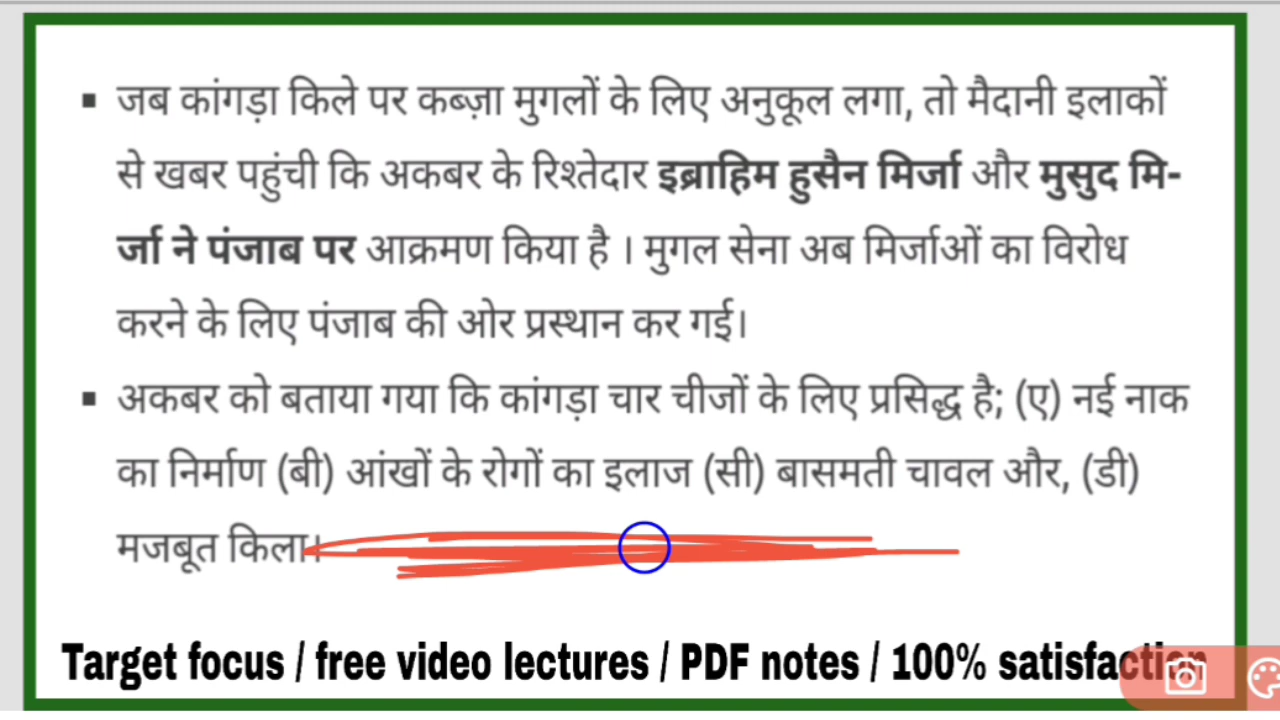 ▪ जब कांगड़ा किले पर कब्ज़ा मुगलों के लिए अनुकूल लगा, तो मैदानी इलाकों
से खबर पहुंची कि अकबर के रिश्तेदार इब्राहिम हुसैन मिर्जा और मुसुद मि-
र्जा ने पंजाब पर आक्रमण किया है । मुगल सेना अब मिर्जाओं का विरोध
करने के लिए पंजाब की ओर प्रस्थान कर गई।
▪ अकबर को बताया गया कि कांगड़ा चार चीजों के लिए प्रसिद्ध है; (ए) नई नाक
का निर्माण (बी) आंखों के रोगों का इलाज (सी) बासमती चावल और, (डी)
मजबूत किला।
Target focus / free video lectures / PDF notes / 100% satisfaction